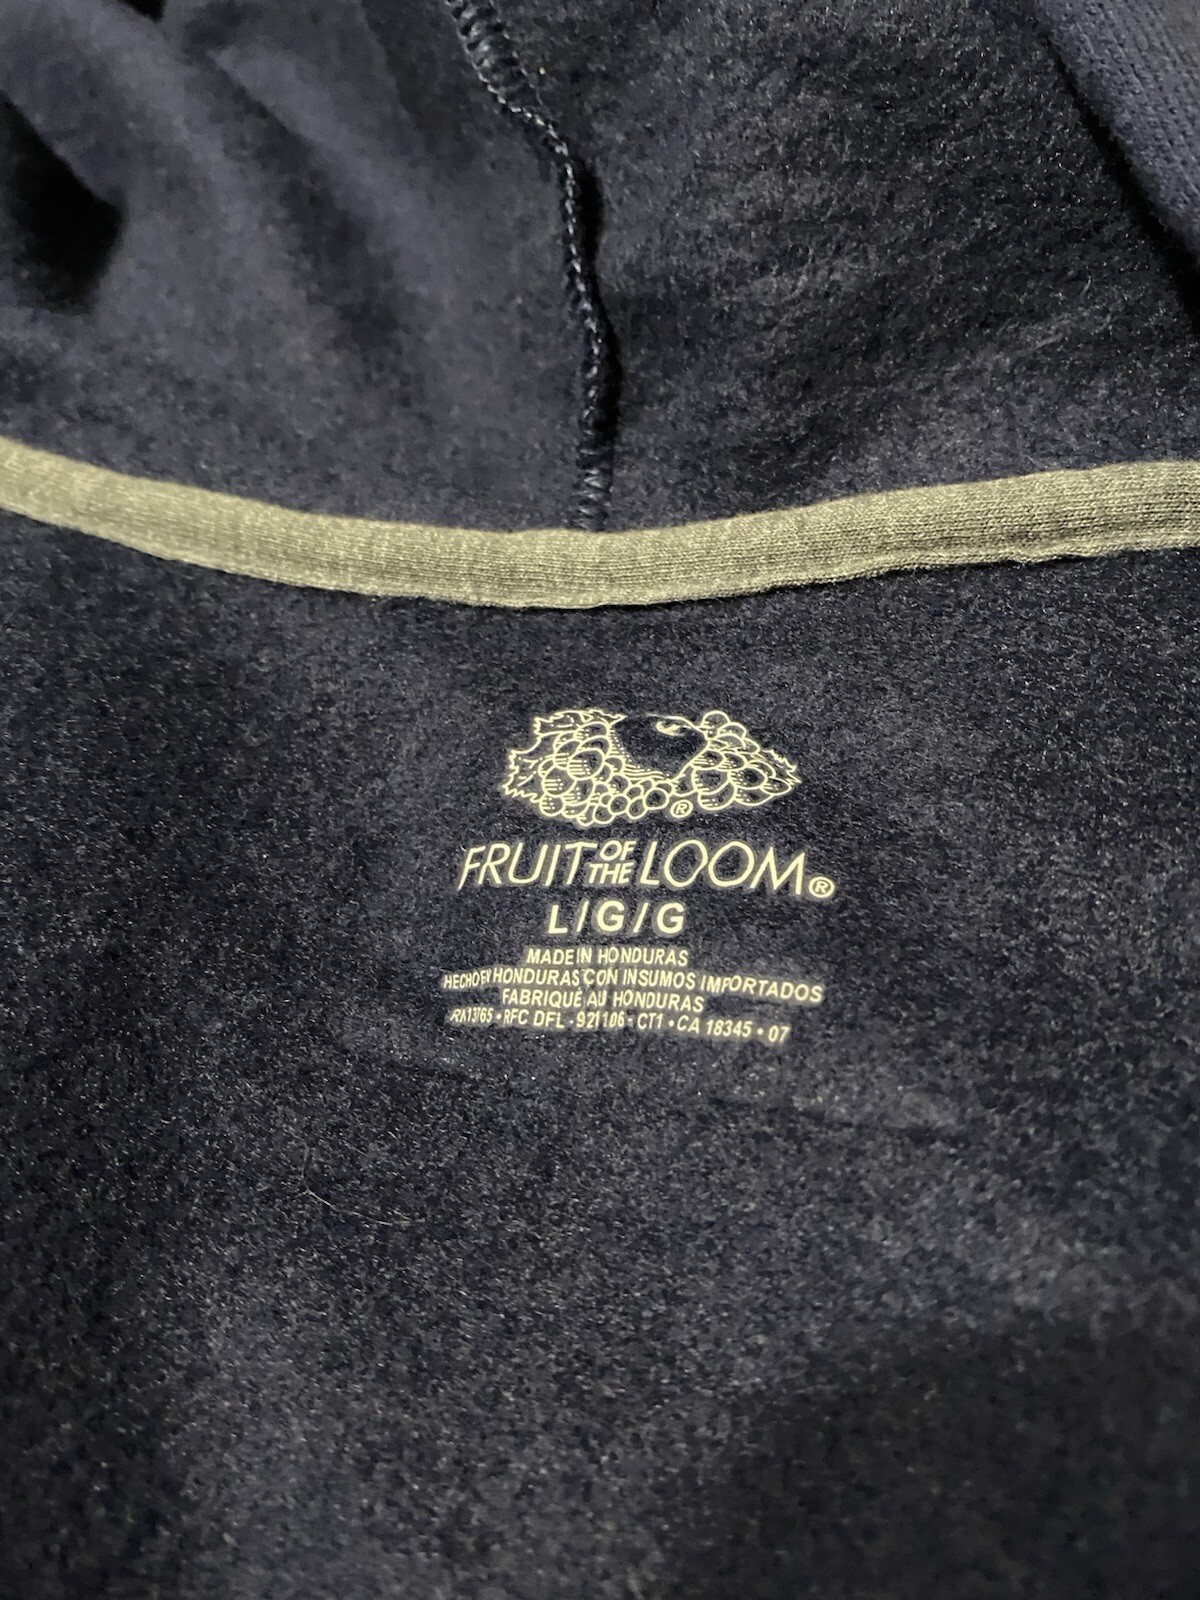 ®
FRUIT OF THE LOOM®
L/G/G
MADE IN HONDURAS
HECHO EN HONDURAS CON INSUMOS IMPORTADOS
FABRIQUÉ AU HONDURAS
RN13765 • RFC DFL - 921106 - CT1 • CA 18345 • 07